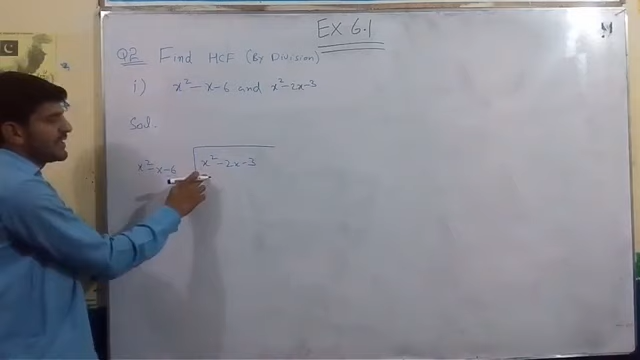 Ex 6.1
Q2 Find HCF (By Division)
i) x²-x-6 and x²-2x-3
Sol.
x²-x-6 x²-2x-3